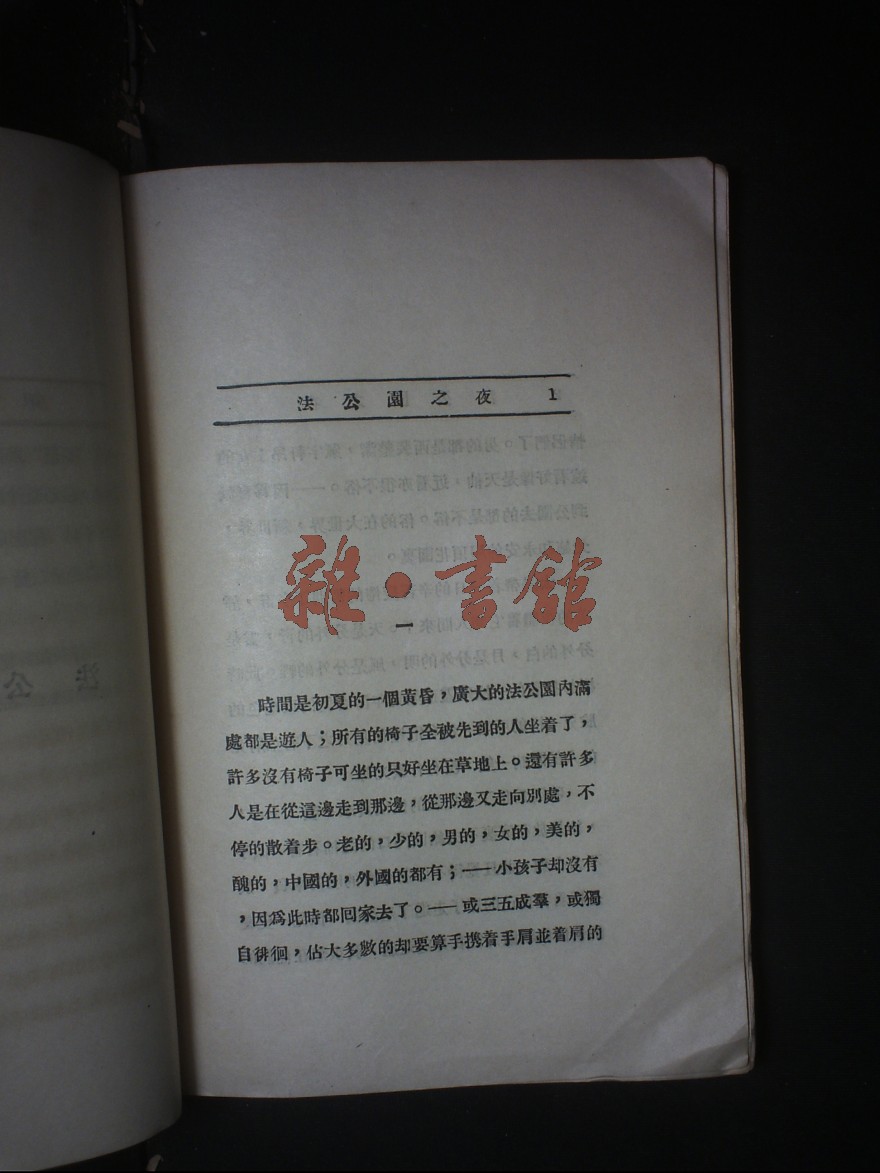 法公園之夜 1
雜·書館
一
時間是初夏的一個黃昏，廣大的法公園內滿
處都是遊人；所有的椅子全被先到的人坐着了，
許多沒有椅子可坐的只好坐在草地上。還有許多
人是在從這邊走到那邊，從那邊又走向別處，不
停的散着步。老的，少的，男的，女的，美的，
醜的，中國的，外國的都有；——小孩子却沒有
，因爲此時都回家去了。——或三五成羣，或獨
自徘徊，佔大多數的却要算手携着手肩並着肩的
法公